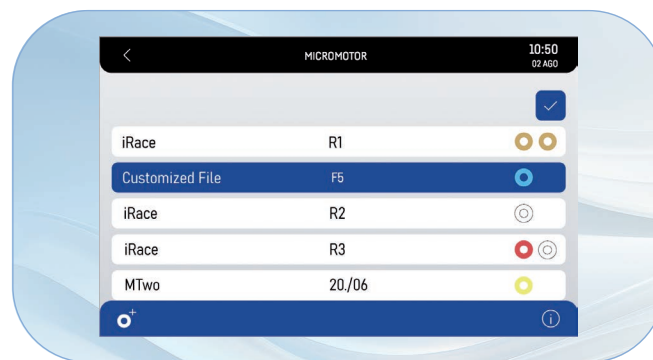 MICROMOTOR
10:50
02 AGO
iRace R1
Customized File F5
iRace R2
iRace R3
MTwo 20./06